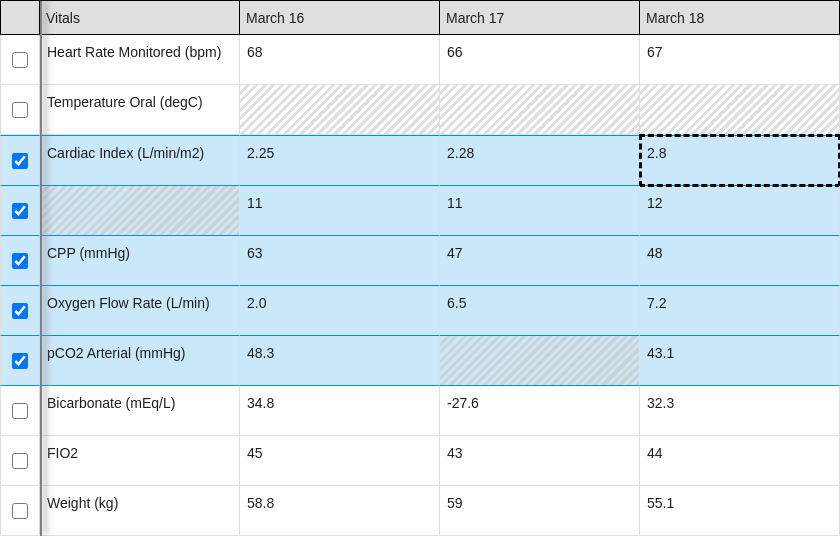 Vitals March 16 March 17 March 18
Heart Rate Monitored (bpm) 68 66 67
Temperature Oral (degC)
Cardiac Index (L/min/m2) 2.25 2.28 2.8
11 11 12
CPP (mmHg) 63 47 48
Oxygen Flow Rate (L/min) 2.0 6.5 7.2
pCO2 Arterial (mmHg) 48.3 43.1
Bicarbonate (mEq/L) 34.8 -27.6 32.3
FIO2 45 43 44
Weight (kg) 58.8 59 55.1